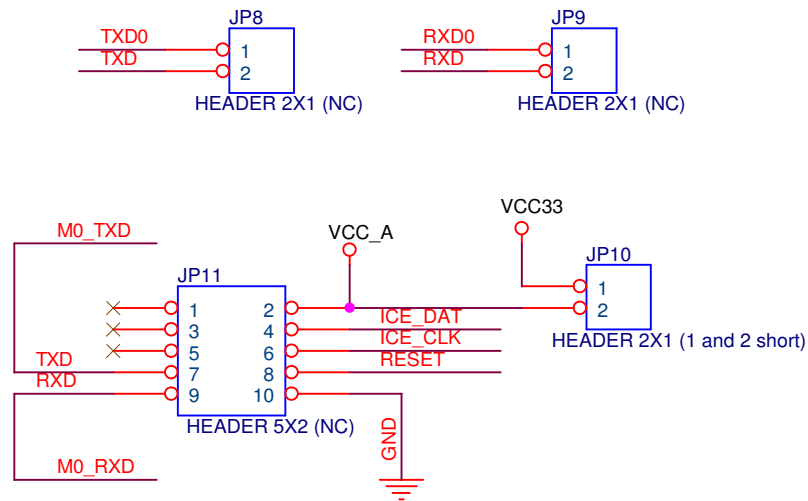 JP8
TXD0
1
TXD
2
HEADER 2X1 (NC)
JP9
RXD0
1
RXD
2
HEADER 2X1 (NC)
M0_TXD
VCC_A
VCC33
JP11
JP10
1
2
3
4
5
6
7
8
9
10
ICE_DAT
ICE_CLK
RESET
TXD
RXD
1
2
HEADER 2X1 (1 and 2 short)
HEADER 5X2 (NC)
GND
M0_RXD